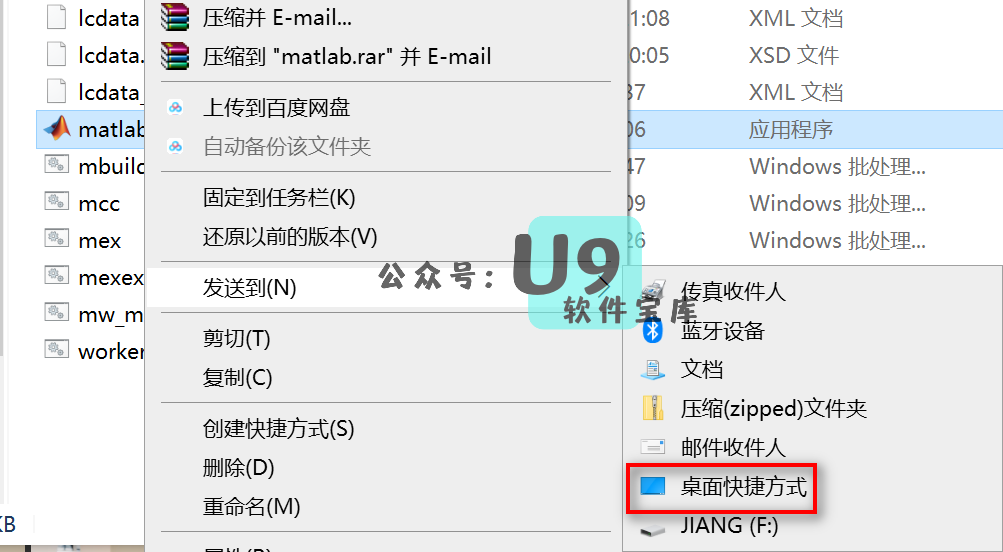 lcdata
lcdata.
lcdata_
matlab
mbuild
mcc
mex
mexex
mw_m
worker
KB
压缩并 E-mail...
压缩到 "matlab.rar" 并 E-mail
上传到百度网盘
自动备份该文件夹
固定到任务栏(K)
还原以前的版本(V)
发送到(N)
剪切(T)
复制(C)
创建快捷方式(S)
删除(D)
重命名(M)
属性(R)
1:08 XML 文档
0:05 XSD 文件
37 XML 文档
06 应用程序
47 Windows 批处理...
09 Windows 批处理...
26 Windows 批处理...
公众号: U9
软件宝库
传真收件人
蓝牙设备
文档
压缩(zipped)文件夹
邮件收件人
桌面快捷方式
JIANG (F:)